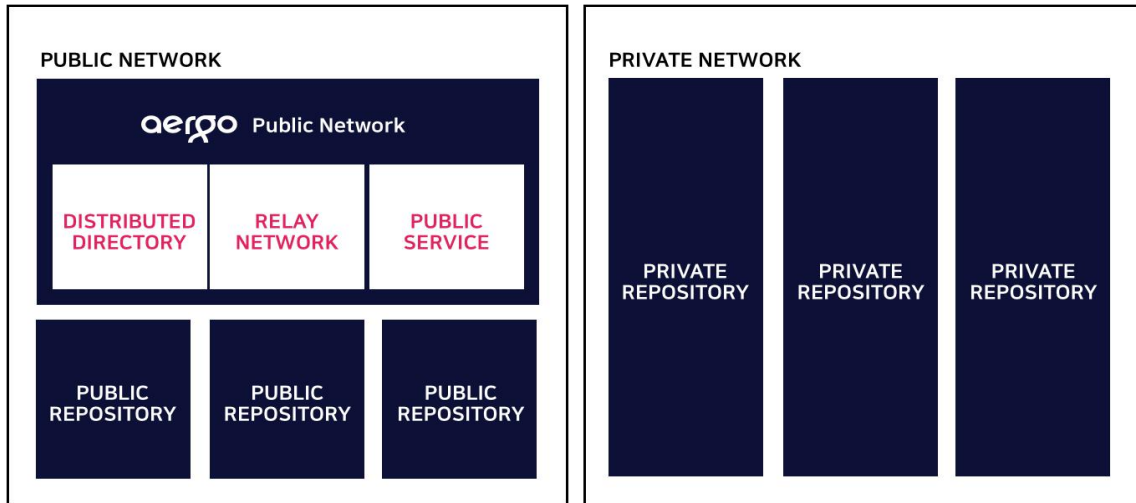 PUBLIC NETWORK
aergo Public Network
DISTRIBUTED
DIRECTORY
RELAY
NETWORK
PUBLIC
SERVICE
PUBLIC
REPOSITORY
PUBLIC
REPOSITORY
PUBLIC
REPOSITORY
PRIVATE NETWORK
PRIVATE
REPOSITORY
PRIVATE
REPOSITORY
PRIVATE
REPOSITORY